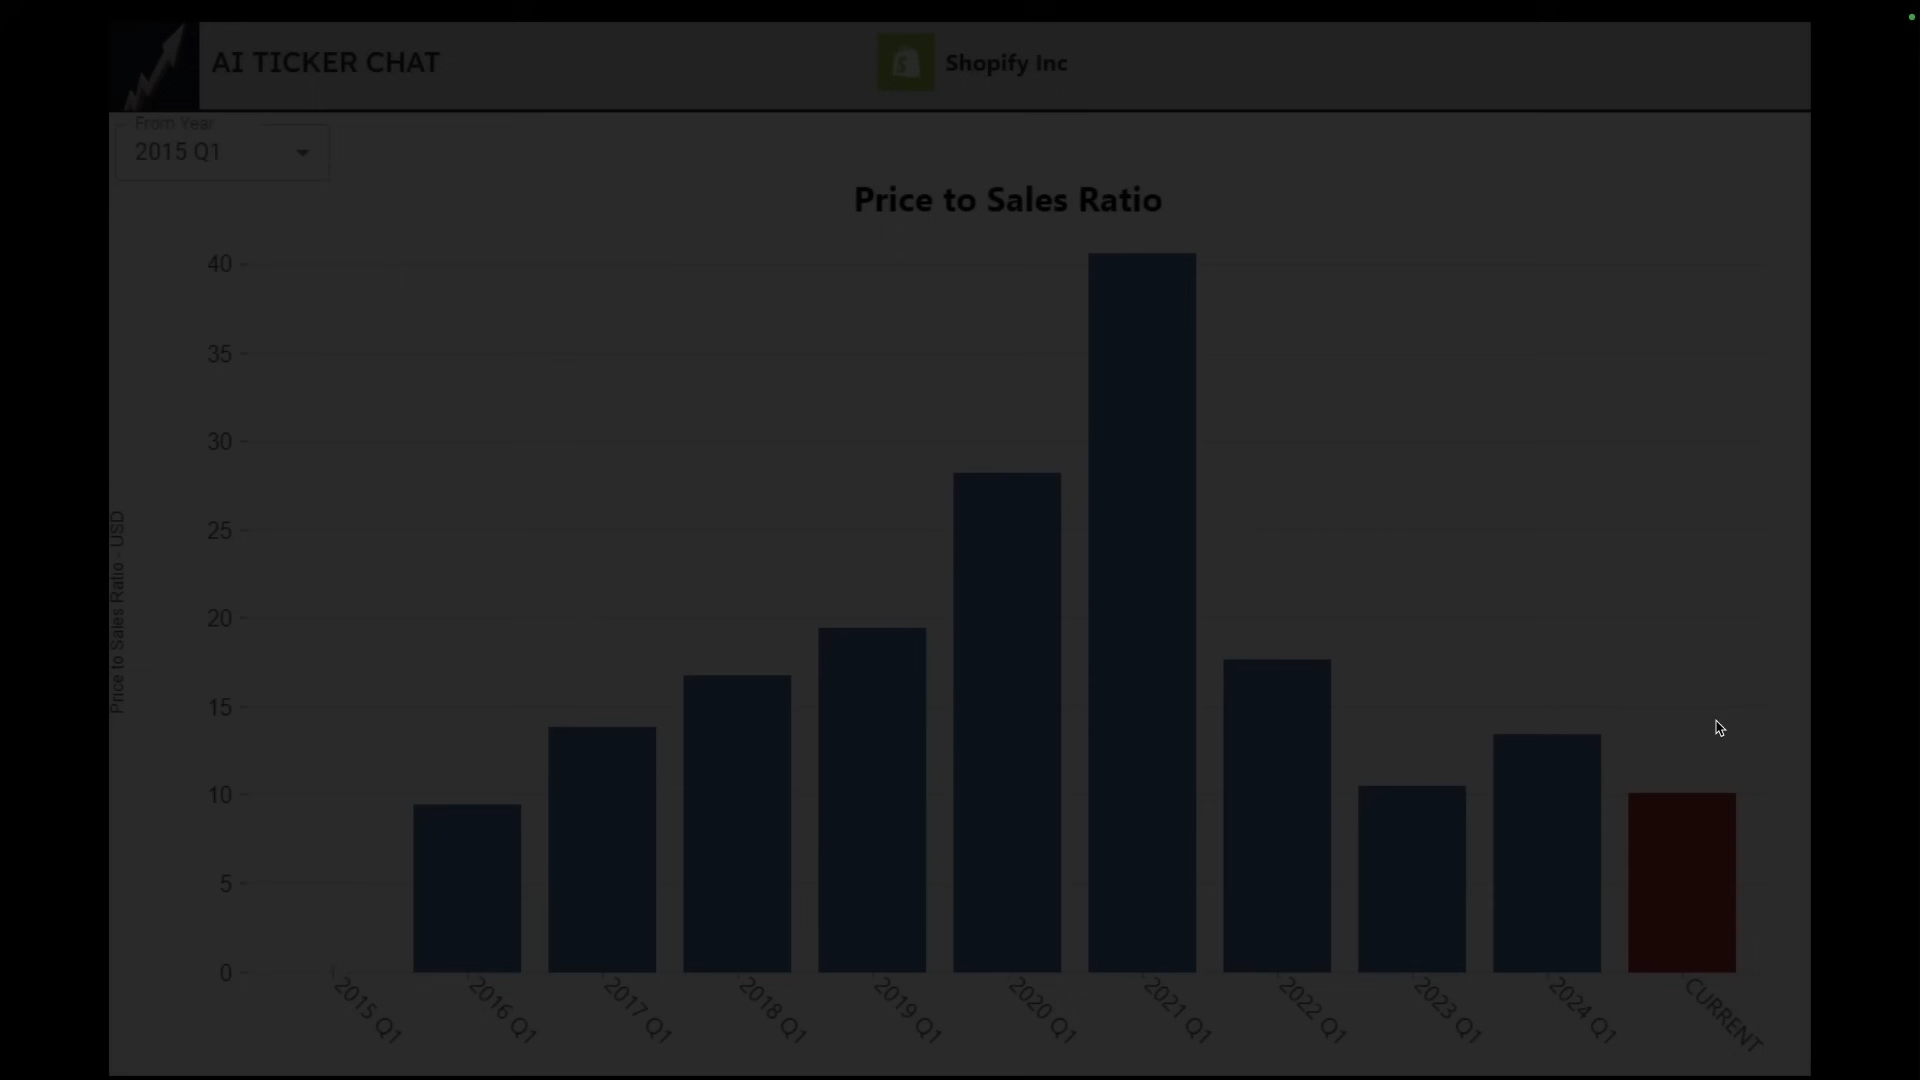 AI TICKER CHAT
Shopify Inc
From Year
2015 Q1
Price to Sales Ratio
40
35
30
25
20
15
10
5
0
Price to Sales Ratio - USD
2015 Q1
2016 Q1
2017 Q1
2018 Q1
2019 Q1
2020 Q1
2021 Q1
2022 Q1
2023 Q1
2024 Q1
CURRENT